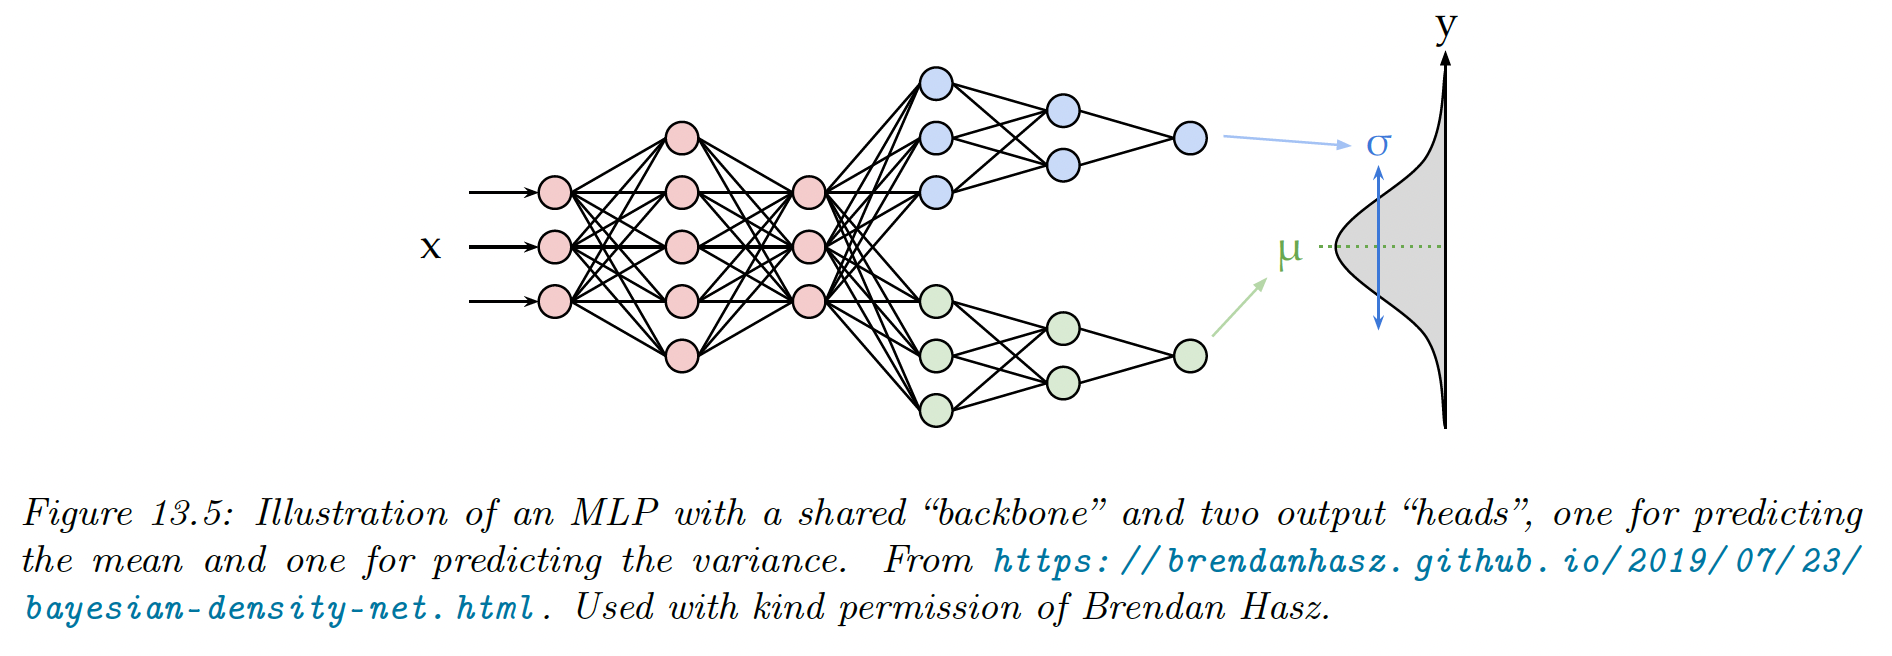 y
σ
x
μ
Figure 13.5: Illustration of an MLP with a shared “backbone” and two output “heads”, one for predicting
the mean and one for predicting the variance. From https://brendanhasz.github.io/2019/07/23/
bayesian-density-net.html. Used with kind permission of Brendan Hasz.